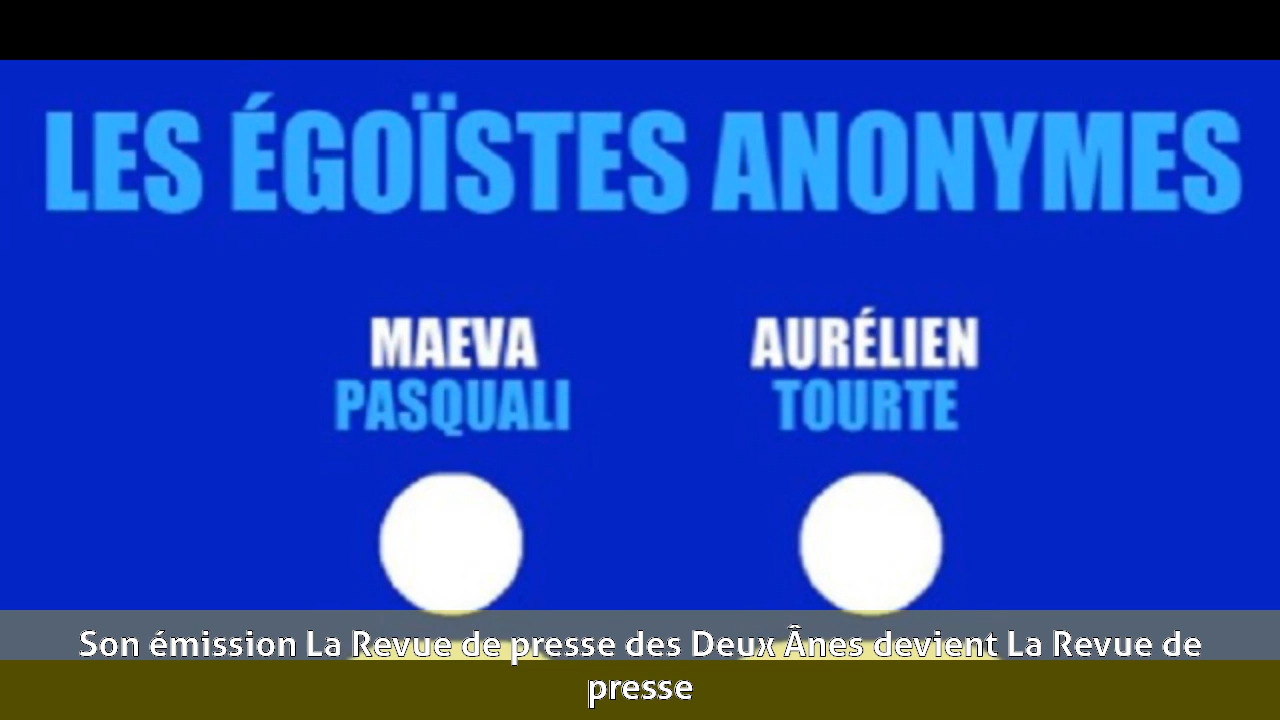 LES ÉGOÏSTES ANONYMES
MAEVA
PASQUALI
AURÉLIEN
TOURTE
Son émission La Revue de presse des Deux Ânes devient La Revue de
presse